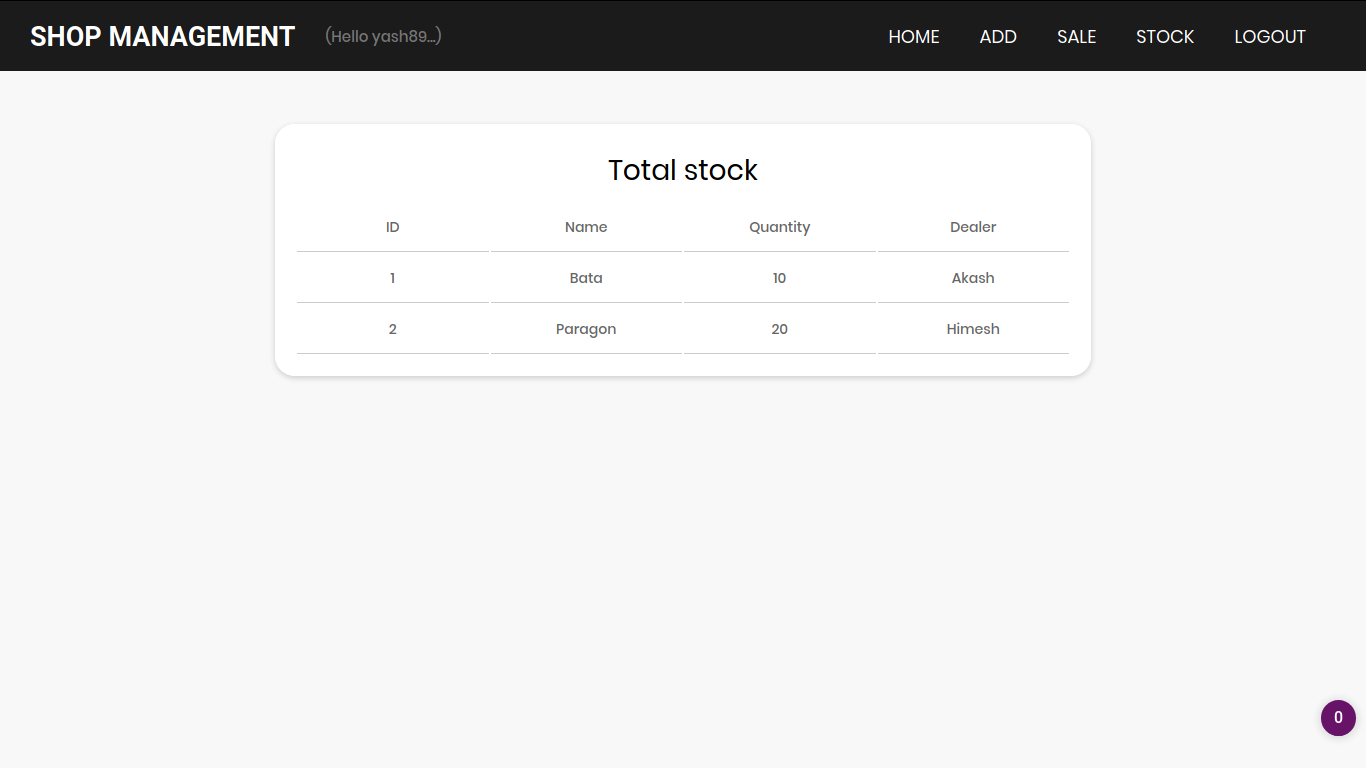 SHOP MANAGEMENT (Hello yash89...) HOME ADD SALE STOCK LOGOUT
Total stock
ID Name Quantity Dealer
1 Bata 10 Akash
2 Paragon 20 Himesh
0